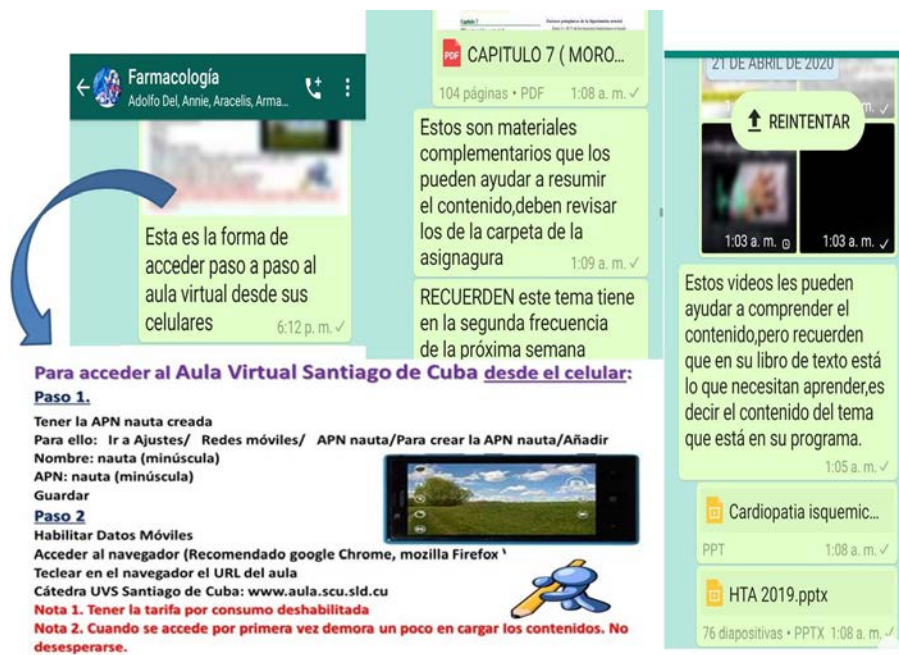 Farmacología
Adolfo Del, Annie, Aracelis, Arma...
Esta es la forma de
acceder paso a paso al
aula virtual desde sus
celulares
6:12 p. m.
Capítulo 7
PDF
CAPITULO 7 ( MORO...
104 páginas • PDF 1:08 a. m.
Estos son materiales
complementarios que los
pueden ayudar a resumir
el contenido,deben revisar
los de la carpeta de la
asignagura
1:09 a. m.
RECUERDEN este tema tiene
en la segunda frecuencia
de la próxima semana
21 DE ABRIL DE 2020
REINTENTAR
1:03 a. m.
1:03 a. m.
Estos videos les pueden
ayudar a comprender el
contenido,pero recuerden
que en su libro de texto está
lo que necesitan aprender,es
decir el contenido del tema
que está en su programa.
1:05 a. m.
Cardiopatia isquemic...
PPT 1:08 a. m.
HTA 2019.pptx
76 diapositivas • PPTX 1:08 a. m.
Para acceder al Aula Virtual Santiago de Cuba desde el celular:
Paso 1.
Tener la APN nauta creada
Para ello: Ir a Ajustes/ Redes móviles/ APN nauta/Para crear la APN nauta/Añadir
Nombre: nauta (minúscula)
APN: nauta (minúscula)
Guardar
Paso 2
Habilitar Datos Móviles
Acceder al navegador (Recomendado google Chrome, mozilla Firefox
Teclear en el navegador el URL del aula
Cátedra UVS Santiago de Cuba: www.aula.scu.sld.cu
Nota 1. Tener la tarifa por consumo deshabilitada
Nota 2. Cuando se accede por primera vez demora un poco en cargar los contenidos. No
desesperarse.